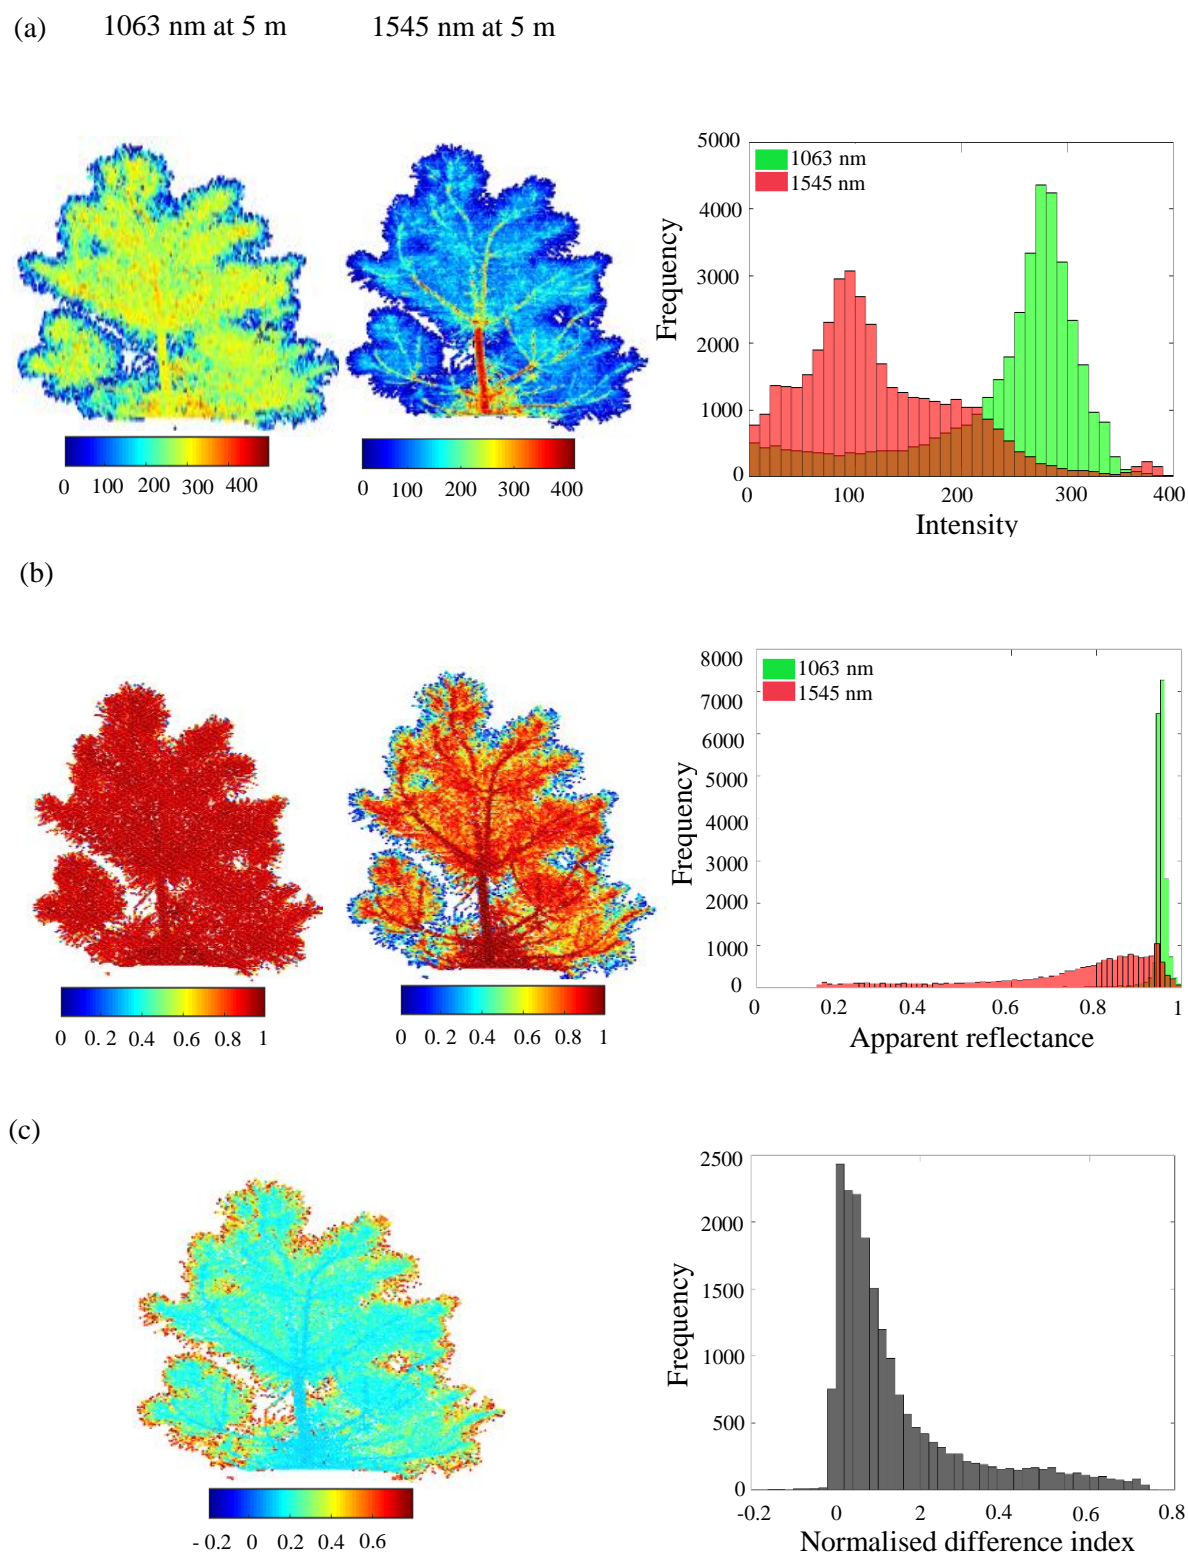 (a) 1063 nm at 5 m 1545 nm at 5 m
5000
4000
3000
2000
1000
0
Frequency
1063 nm
1545 nm
0 100 200 300 400
Intensity
0 100 200 300 400
0 100 200 300 400
(b)
8000
7000
6000
5000
4000
3000
2000
1000
0
Frequency
1063 nm
1545 nm
0 0.2 0.4 0.6 0.8 1
Apparent reflectance
0 0. 2 0.4 0.6 0.8 1
0 0. 2 0.4 0.6 0.8 1
(c)
2500
2000
1500
1000
500
0
Frequency
-0.2 0 2 0.4 0.6 0.8
Normalised difference index
- 0.2 0 0.2 0.4 0.6